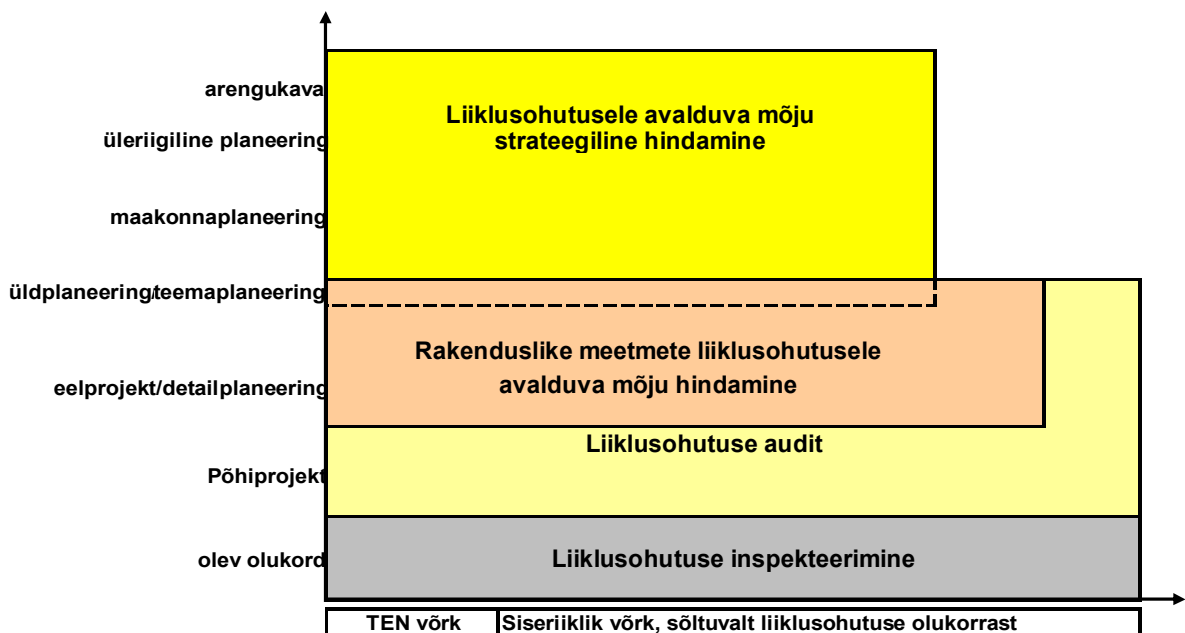 arengukava
Liiklusohutusele avalduva mõju
strateegiline hindamine
üleriigiline planeering
maakonnaplaneering
üldplaneering/teemaplaneering
Rakenduslike meetmete liiklusohutusele
avalduva mõju hindamine
eelprojekt/detailplaneering
Liiklusohutuse audit
Põhiprojekt
olev olukord
Liiklusohutuse inspekteerimine
TEN võrk
Siseriiklik võrk, sõltuvalt liiklusohutuse olukorrast